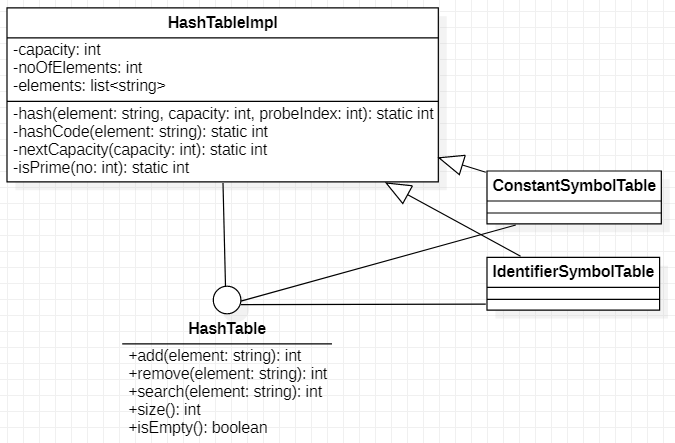 HashTableImpl
-capacity: int
-noOfElements: int
-elements: list<string>
-hash(element: string, capacity: int, probeIndex: int): static int
-hashCode(element: string): static int
-nextCapacity(capacity: int): static int
-isPrime(no: int): static int
ConstantSymbolTable
IdentifierSymbolTable
HashTable
+add(element: string): int
+remove(element: string): int
+search(element: string): int
+size(): int
+isEmpty(): boolean